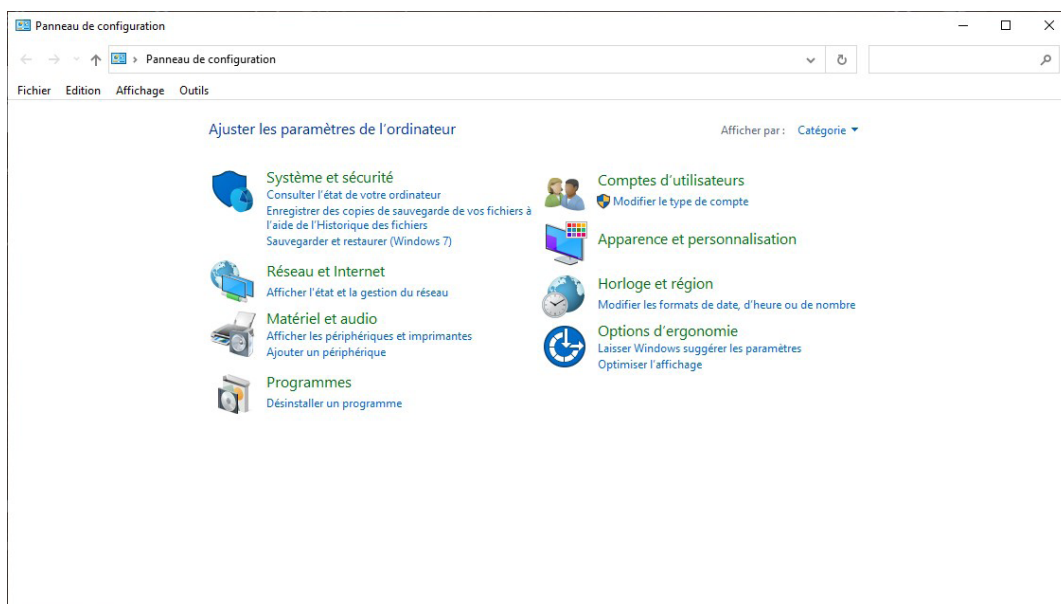 Panneau de configuration
Panneau de configuration
Fichier Edition Affichage Outils
Ajuster les paramètres de l'ordinateur
Afficher par : Catégorie
Système et sécurité
Consulter l'état de votre ordinateur
Enregistrer des copies de sauvegarde de vos fichiers à
l'aide de l'Historique des fichiers
Sauvegarder et restaurer (Windows 7)
Réseau et Internet
Afficher l'état et la gestion du réseau
Matériel et audio
Afficher les périphériques et imprimantes
Ajouter un périphérique
Programmes
Désinstaller un programme
Comptes d'utilisateurs
Modifier le type de compte
Apparence et personnalisation
Horloge et région
Modifier les formats de date, d'heure ou de nombre
Options d'ergonomie
Laisser Windows suggérer les paramètres
Optimiser l'affichage